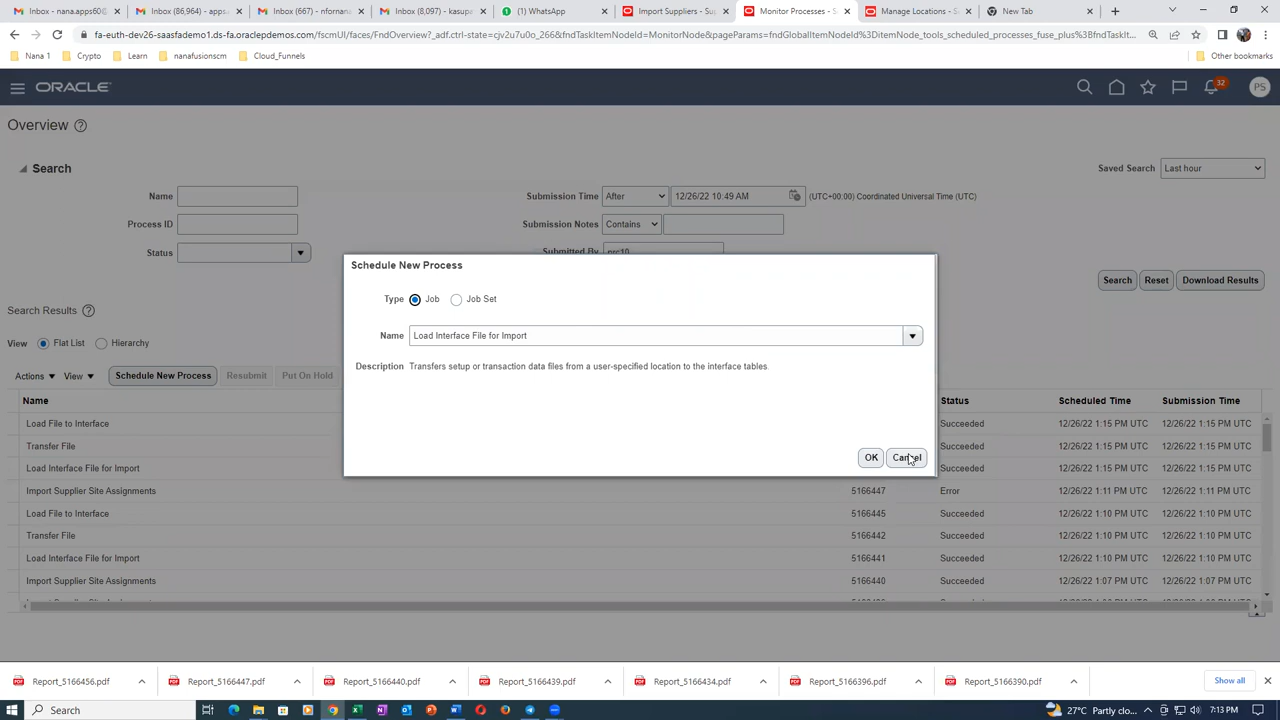 Inbox - nana.apps60@
Inbox (86,964) - apps.
Inbox (667) - nfornana
Inbox (8,097) - kasupa
(1) WhatsApp
Import Suppliers - Sup
Monitor Processes - S
Manage Locations - S
New Tab
fa-euth-dev26-saasfademo1.ds-fa.oraclepdemos.com/fscmUI/faces/FndOverview?_adf.ctrl-state=cjv2u7u0o_266&fndTaskItemNodeId=MonitorNode&pageParams=fndGlobalItemNodeId%3DitemNode_tools_scheduled_processes_fuse_plus%3BfndTaskIt...
Nana 1
Crypto
Learn
nanafusionscm
Cloud_Funnels
Other bookmarks
ORACLE
32
PS
Overview
Search
Saved Search Last hour
Name
Submission Time After 12/26/22 10:49 AM (UTC+00:00) Coordinated Universal Time (UTC)
Process ID
Submission Notes Contains
Status
Submitted By prc10
Schedule New Process
Type Job Job Set
Name Load Interface File for Import
Description Transfers setup or transaction data files from a user-specified location to the interface tables.
OK Cancel
Search Reset Download Results
Search Results
View Flat List Hierarchy
Actions View Schedule New Process Resubmit Put On Hold
Name Status Scheduled Time Submission Time
Load File to Interface Succeeded 12/26/22 1:15 PM UTC 12/26/22 1:15 PM UTC
Transfer File Succeeded 12/26/22 1:15 PM UTC 12/26/22 1:15 PM UTC
Load Interface File for Import Succeeded 12/26/22 1:15 PM UTC 12/26/22 1:15 PM UTC
Import Supplier Site Assignments 5166447 Error 12/26/22 1:11 PM UTC 12/26/22 1:11 PM UTC
Load File to Interface 5166445 Succeeded 12/26/22 1:10 PM UTC 12/26/22 1:10 PM UTC
Transfer File 5166442 Succeeded 12/26/22 1:10 PM UTC 12/26/22 1:10 PM UTC
Load Interface File for Import 5166441 Succeeded 12/26/22 1:10 PM UTC 12/26/22 1:10 PM UTC
Import Supplier Site Assignments 5166440 Succeeded 12/26/22 1:07 PM UTC 12/26/22 1:07 PM UTC
Report_5166456.pdf
Report_5166447.pdf
Report_5166440.pdf
Report_5166439.pdf
Report_5166434.pdf
Report_5166396.pdf
Report_5166390.pdf
Show all
Search
27°C Partly clo...
7:13 PM